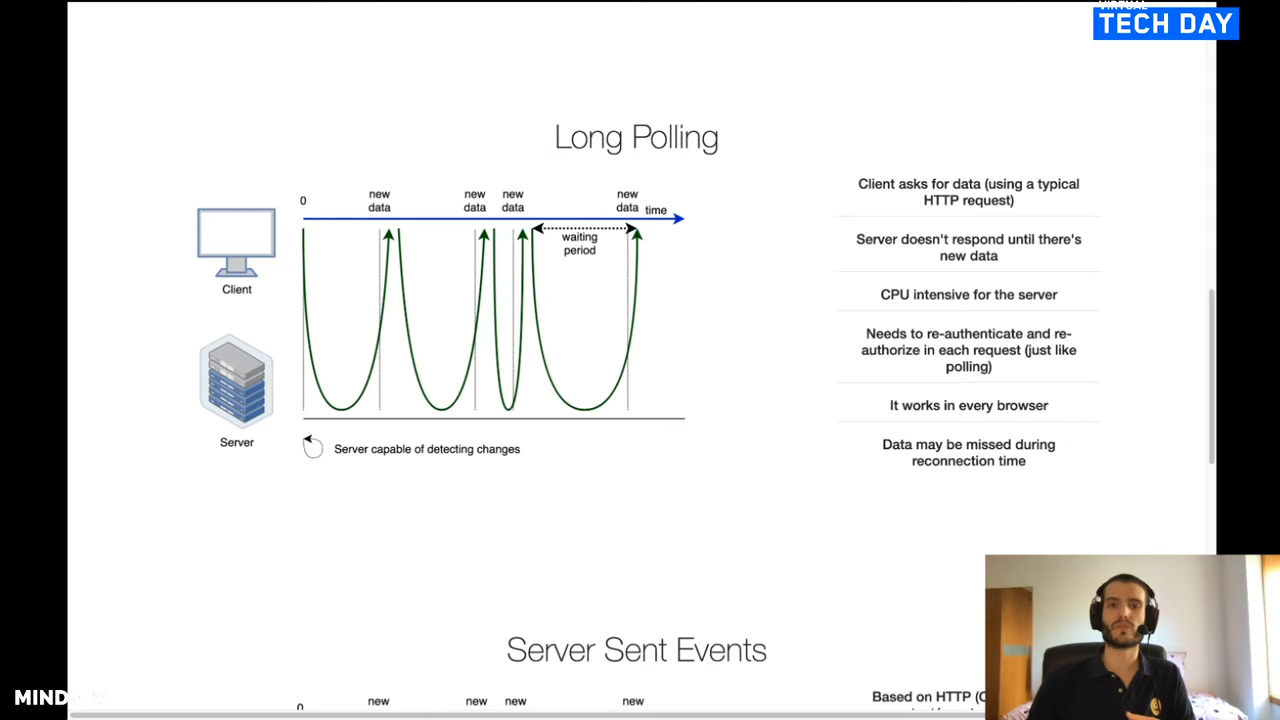 VIRTUAL
TECH DAY
Long Polling
0
new
data
new
data
new
data
new
data
time
waiting
period
Client
Server
Server capable of detecting changes
Client asks for data (using a typical
HTTP request)
Server doesn't respond until there's
new data
CPU intensive for the server
Needs to re-authenticate and re-
authorize in each request (just like
polling)
It works in every browser
Data may be missed during
reconnection time
Server Sent Events
0
new
new
new
new
Based on HTTP (
MIND